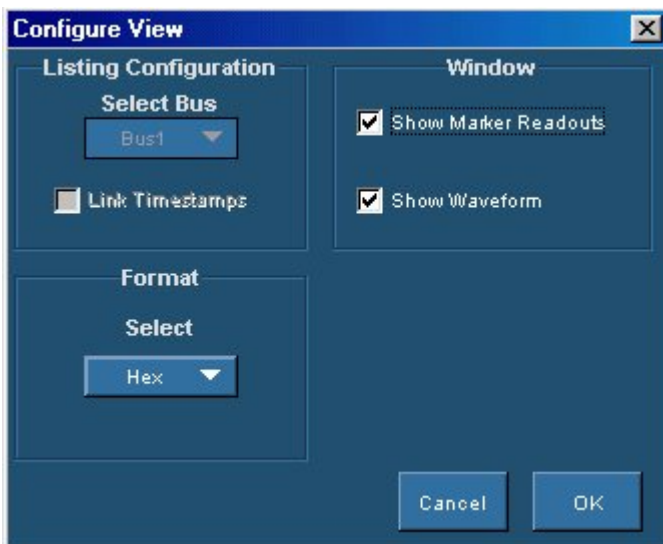 Configure View
Listing Configuration
Select Bus
Bus1
Link Timestamps
Window
Show Marker Readouts
Show Waveform
Format
Select
Hex
Cancel
OK